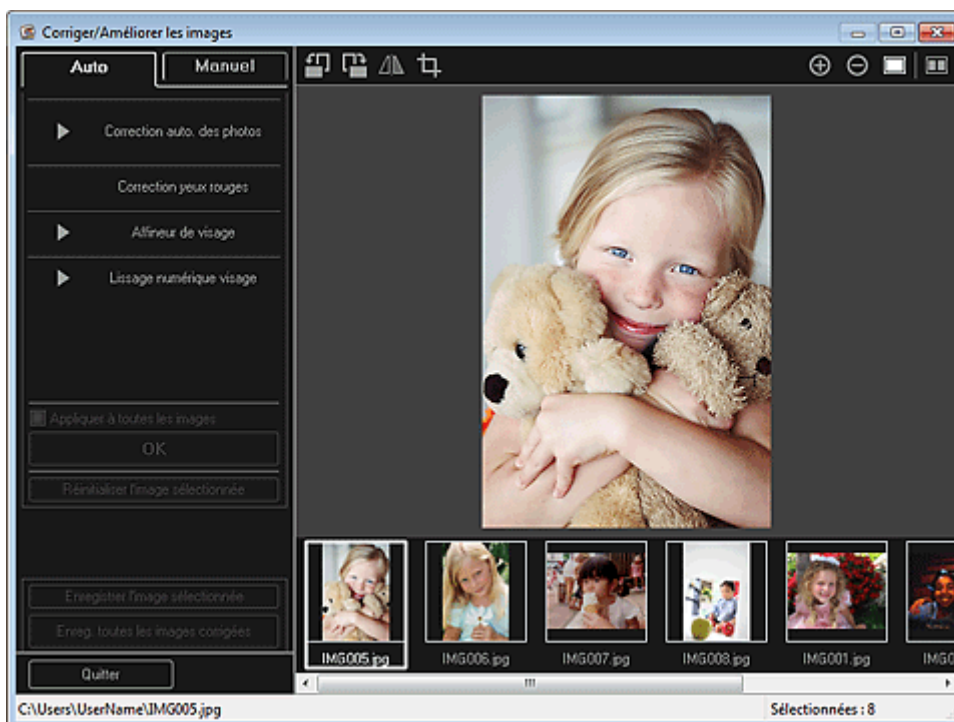 Corriger/Améliorer les images
Auto
Manuel
Correction auto. des photos
Correction yeux rouges
Affineur de visage
Lissage numérique visage
Appliquer à toutes les images
OK
Réinitialiser l'image sélectionnée
Enregistrer l'image sélectionnée
Enreg. toutes les images corrigées
Quitter
IMG005.jpg
IMG006.jpg
IMG007.jpg
IMG008.jpg
IMG001.jpg
IMG0
C:\Users\UserName\IMG005.jpg
Sélectionnées : 8